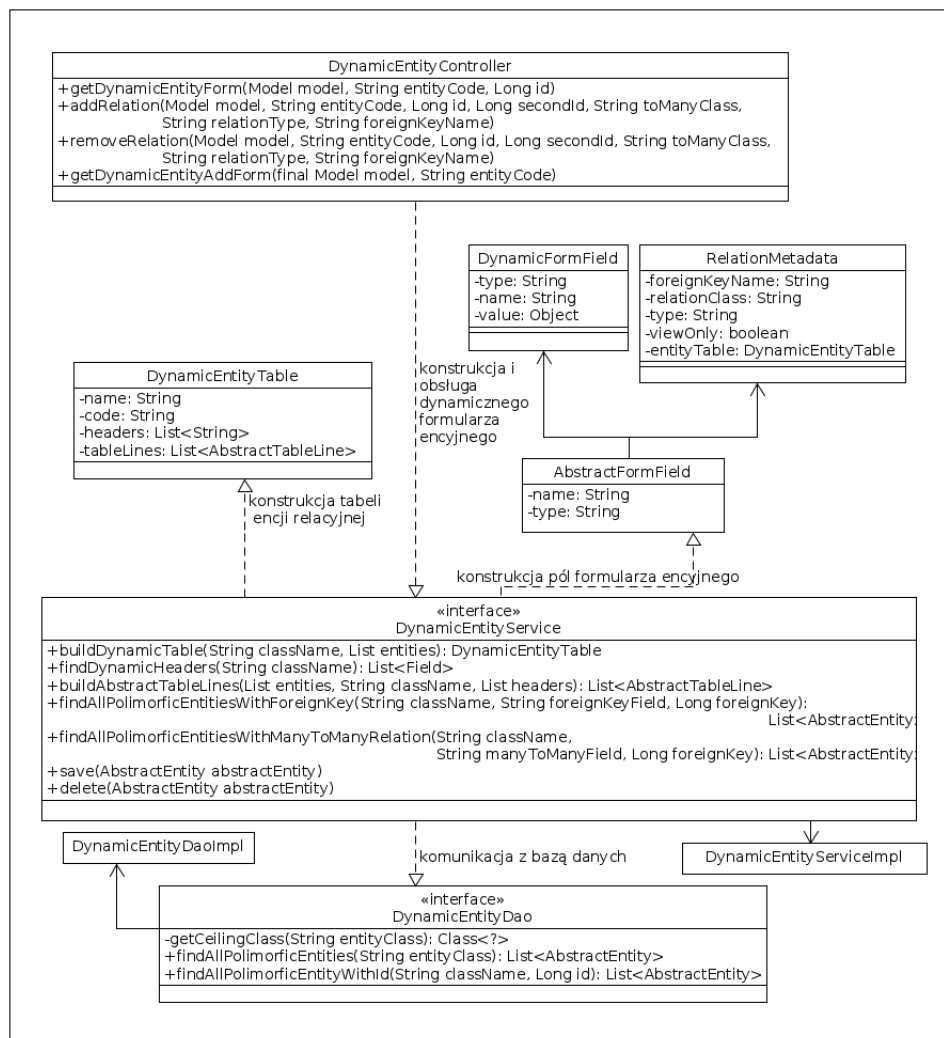 DynamicEntityController
+getDynamicEntityForm(Model model, String entityCode, Long id)
+addRelation(Model model, String entityCode, Long id, Long secondId, String toManyClass,
String relationType, String foreignKeyName)
+removeRelation(Model model, String entityCode, Long id, Long secondId, String toManyClass,
String relationType, String foreignKeyName)
+getDynamicEntityAddForm(final Model model, String entityCode)
DynamicFormField
-type: String
-name: String
-value: Object
RelationMetadata
-foreignKeyName: String
-relationClass: String
-type: String
-viewOnly: boolean
-entityTable: DynamicEntityTable
konstrukcja i
obsługa
dynamicznego
formularza
encyjnego
DynamicEntityTable
-name: String
-code: String
-headers: List<String>
-tableLines: List<AbstractTableLine>
AbstractFormField
-name: String
-type: String
konstrukcja tabeli
encji relacyjnej
konstrukcja pól formularza encyjnego
«interface»
DynamicEntityService
+buildDynamicTable(String className, List entities): DynamicEntityTable
+findDynamicHeaders(String className): List<Field>
+buildAbstractTableLines(List entities, String className, List headers): List<AbstractTableLine>
+findAllPolimorficEntitiesWithForeignKey(String className, String foreignKeyField, Long foreignKey):
List<AbstractEntity>
+findAllPolimorficEntitiesWithManyToManyRelation(String className,
String manyToManyField, Long foreignKey): List<AbstractEntity>
+save(AbstractEntity abstractEntity)
+delete(AbstractEntity abstractEntity)
DynamicEntityDaoImpl
komunikacja z bazą danych
DynamicEntityServiceImpl
«interface»
DynamicEntityDao
-getCeilingClass(String entityClass): Class<?>
+findAllPolimorficEntities(String entityClass): List<AbstractEntity>
+findAllPolimorficEntityWithId(String className, Long id): List<AbstractEntity>